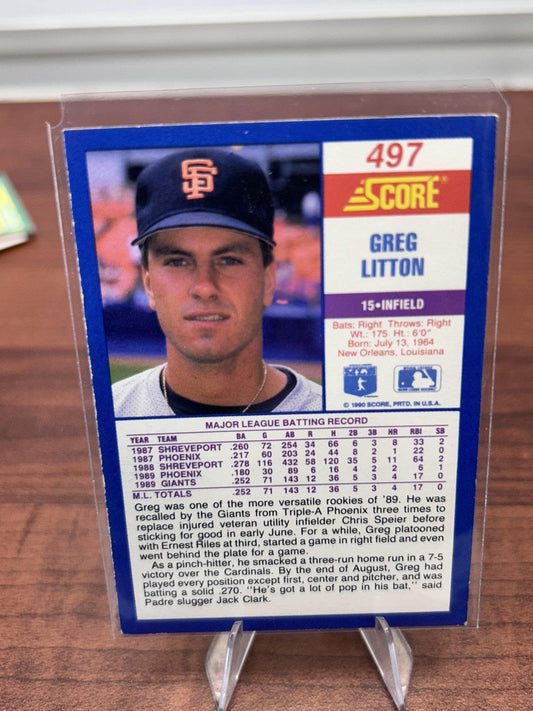 SF
497
SCORE®
GREG
LITTON
15•INFIELD
Bats: Right Throws: Right
Wt.: 175 Ht.: 6'0"
Born: July 13, 1964
New Orleans, Louisiana
© 1990 SCORE, PRTD. IN U.S.A.
MAJOR LEAGUE BATTING RECORD
YEAR TEAM BA G AB R H 2B 3B HR RBI SB
1987 SHREVEPORT .260 72 254 34 66 6 3 8 33 2
1987 PHOENIX .217 60 203 24 44 8 2 1 22 0
1988 SHREVEPORT .278 116 432 58 120 35 5 11 64 2
1989 PHOENIX .180 30 89 6 16 4 2 2 6 1
1989 GIANTS .252 71 143 12 36 5 3 4 17 0
M.L. TOTALS .252 71 143 12 36 5 3 4 17 0
Greg was one of the more versatile rookies of '89. He was
recalled by the Giants from Triple-A Phoenix three times to
replace injured veteran utility infielder Chris Speier before
sticking for good in early June. For a while, Greg platooned
with Ernest Riles at third, started a game in right field and even
went behind the plate for a game.
As a pinch-hitter, he smacked a three-run home run in a 7-5
victory over the Cardinals. By the end of August, Greg had
played every position except first, center and pitcher, and was
batting a solid .270. "He's got a lot of pop in his bat," said
Padre slugger Jack Clark.